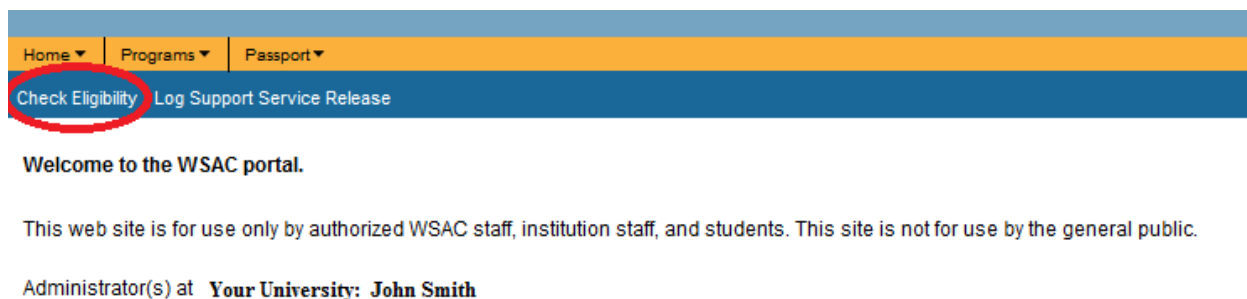 Home Programs Passport
Check Eligibility Log Support Service Release
Welcome to the WSAC portal.
This web site is for use only by authorized WSAC staff, institution staff, and students. This site is not for use by the general public.
Administrator(s) at Your University: John Smith